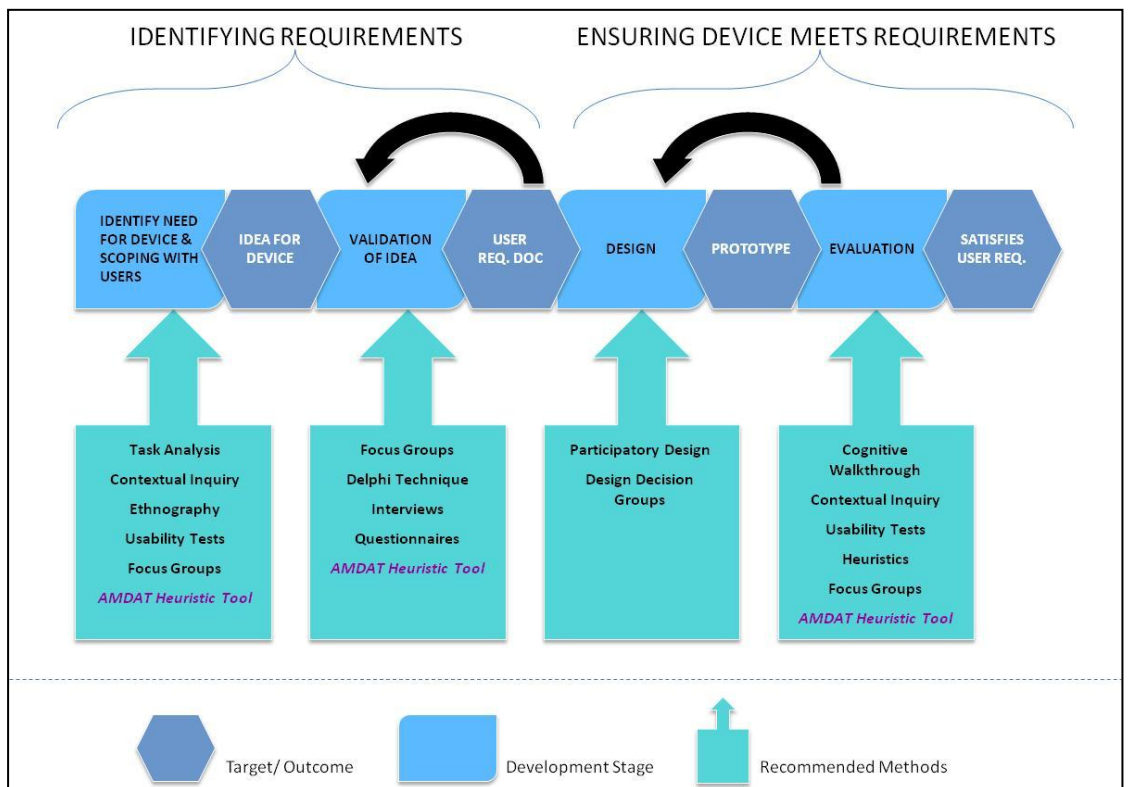 IDENTIFYING REQUIREMENTS
ENSURING DEVICE MEETS REQUIREMENTS
IDENTIFY NEED
FOR DEVICE &
SCOPING WITH
USERS
IDEA FOR
DEVICE
VALIDATION
OF IDEA
USER
REQ. DOC
DESIGN
PROTOTYPE
EVALUATION
SATISFIES
USER REQ.
Task Analysis
Contextual Inquiry
Ethnography
Usability Tests
Focus Groups
AMDAT Heuristic Tool
Focus Groups
Delphi Technique
Interviews
Questionnaires
AMDAT Heuristic Tool
Participatory Design
Design Decision
Groups
Cognitive
Walkthrough
Contextual Inquiry
Usability Tests
Heuristics
Focus Groups
AMDAT Heuristic Tool
Target/ Outcome
Development Stage
Recommended Methods